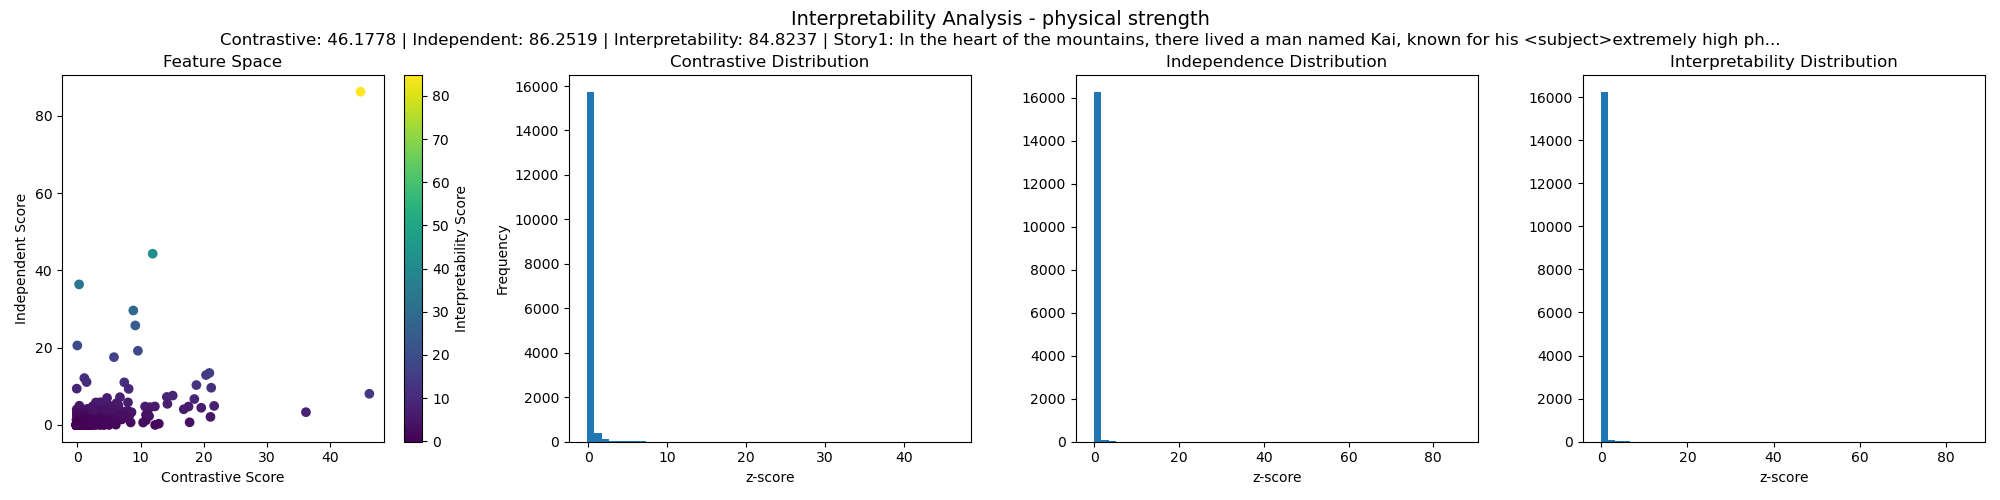 Interpretability Analysis - physical strength
Contrastive: 46.1778 | Independent: 86.2519 | Interpretability: 84.8237 | Story1: In the heart of the mountains, there lived a man named Kai, known for his <subject>extremely high ph...
Feature Space
Independent Score
80
60
40
20
0
0 10 20 30 40
Contrastive Score
80
70
60
50
40
30
20
10
0
Interpretability Score
Contrastive Distribution
Frequency
16000
14000
12000
10000
8000
6000
4000
2000
0
0 10 20 30 40
z-score
Independence Distribution
16000
14000
12000
10000
8000
6000
4000
2000
0
0 20 40 60 80
z-score
Interpretability Distribution
16000
14000
12000
10000
8000
6000
4000
2000
0
0 20 40 60 80
z-score